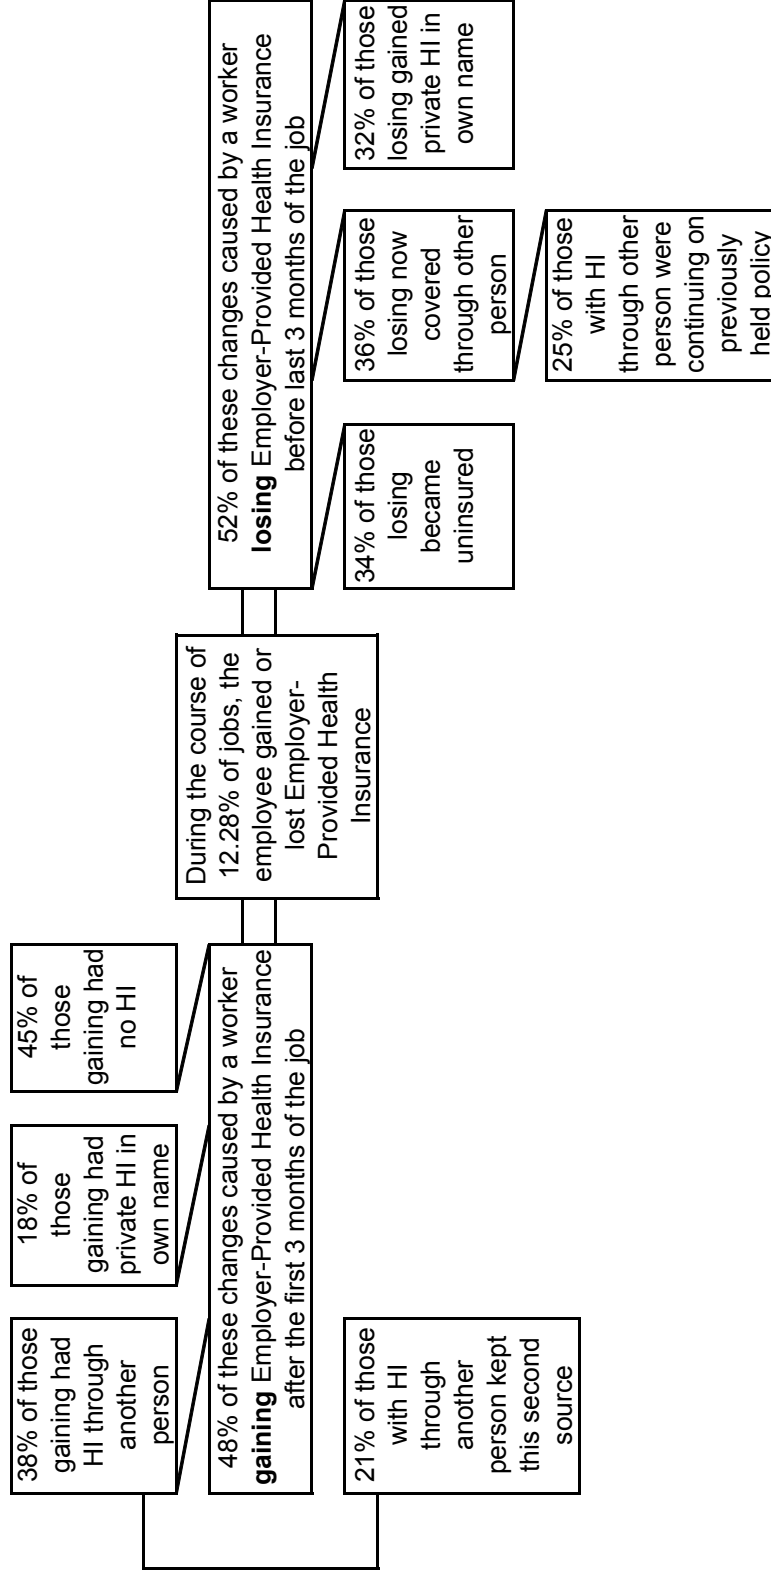 38% of those
gaining had
HI through
another
person
18% of
those
gaining had
private HI in
own name
45% of
those
gaining had
no HI
48% of these changes caused by a worker
gaining Employer-Provided Health Insurance
after the first 3 months of the job
21% of those
with HI
through
another
person kept
this second
source
During the course of
12.28% of jobs, the
employee gained or
lost Employer-
Provided Health
Insurance
52% of these changes caused by a worker
losing Employer-Provided Health Insurance
before last 3 months of the job
34% of those
losing
became
uninsured
36% of those
losing now
covered
through other
person
32% of those
losing gained
private HI in
own name
25% of those
with HI
through other
person were
continuing on
previously
held policy